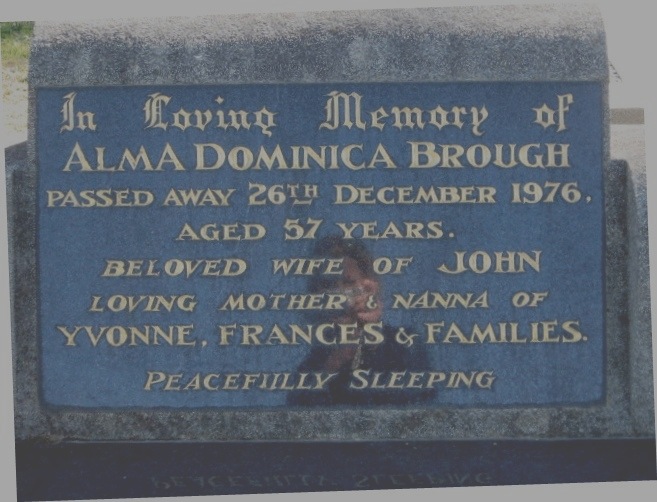 In Loving Memory of
ALMA DOMINICA BROUGH
PASSED AWAY 26TH DECEMBER 1976.
AGED 57 YEARS.
BELOVED WIFE OF JOHN
LOVING MOTHER & NANNA OF
YVONNE, FRANCES & FAMILIES.
PEACEFULLY SLEEPING